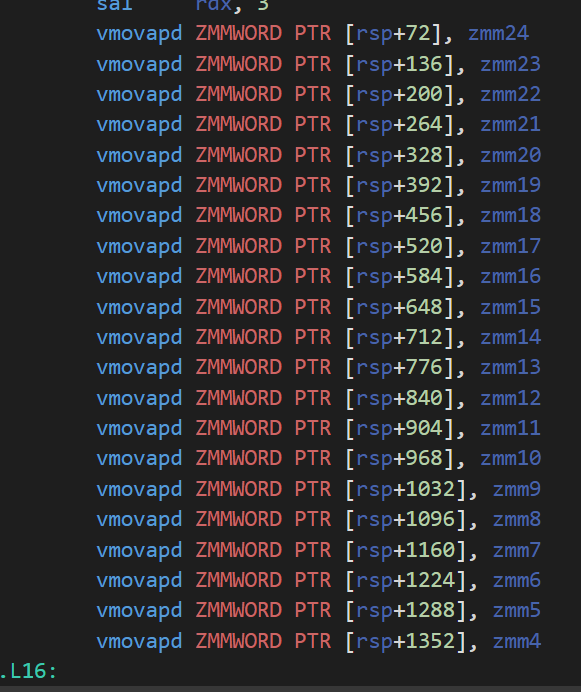 sal rdx, 3
vmovapd ZMMWORD PTR [rsp+72], zmm24
vmovapd ZMMWORD PTR [rsp+136], zmm23
vmovapd ZMMWORD PTR [rsp+200], zmm22
vmovapd ZMMWORD PTR [rsp+264], zmm21
vmovapd ZMMWORD PTR [rsp+328], zmm20
vmovapd ZMMWORD PTR [rsp+392], zmm19
vmovapd ZMMWORD PTR [rsp+456], zmm18
vmovapd ZMMWORD PTR [rsp+520], zmm17
vmovapd ZMMWORD PTR [rsp+584], zmm16
vmovapd ZMMWORD PTR [rsp+648], zmm15
vmovapd ZMMWORD PTR [rsp+712], zmm14
vmovapd ZMMWORD PTR [rsp+776], zmm13
vmovapd ZMMWORD PTR [rsp+840], zmm12
vmovapd ZMMWORD PTR [rsp+904], zmm11
vmovapd ZMMWORD PTR [rsp+968], zmm10
vmovapd ZMMWORD PTR [rsp+1032], zmm9
vmovapd ZMMWORD PTR [rsp+1096], zmm8
vmovapd ZMMWORD PTR [rsp+1160], zmm7
vmovapd ZMMWORD PTR [rsp+1224], zmm6
vmovapd ZMMWORD PTR [rsp+1288], zmm5
vmovapd ZMMWORD PTR [rsp+1352], zmm4
.L16: